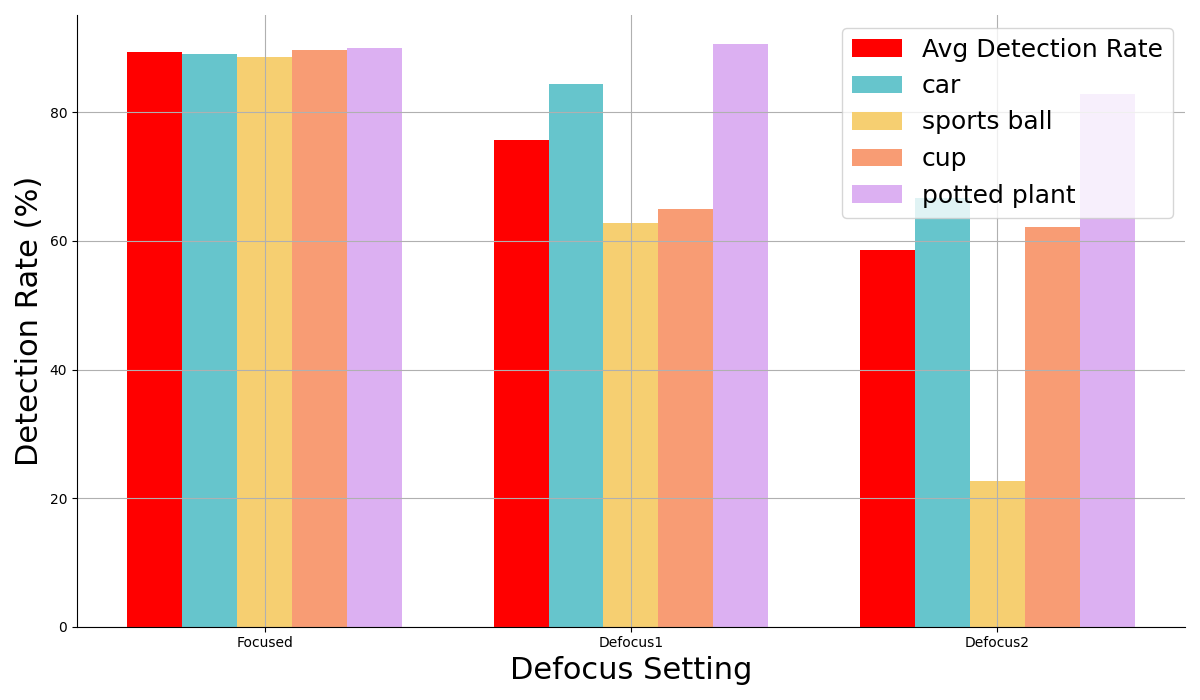 Avg Detection Rate
car
sports ball
cup
potted plant
Detection Rate (%)
80
60
40
20
0
Focused
Defocus1
Defocus2
Defocus Setting